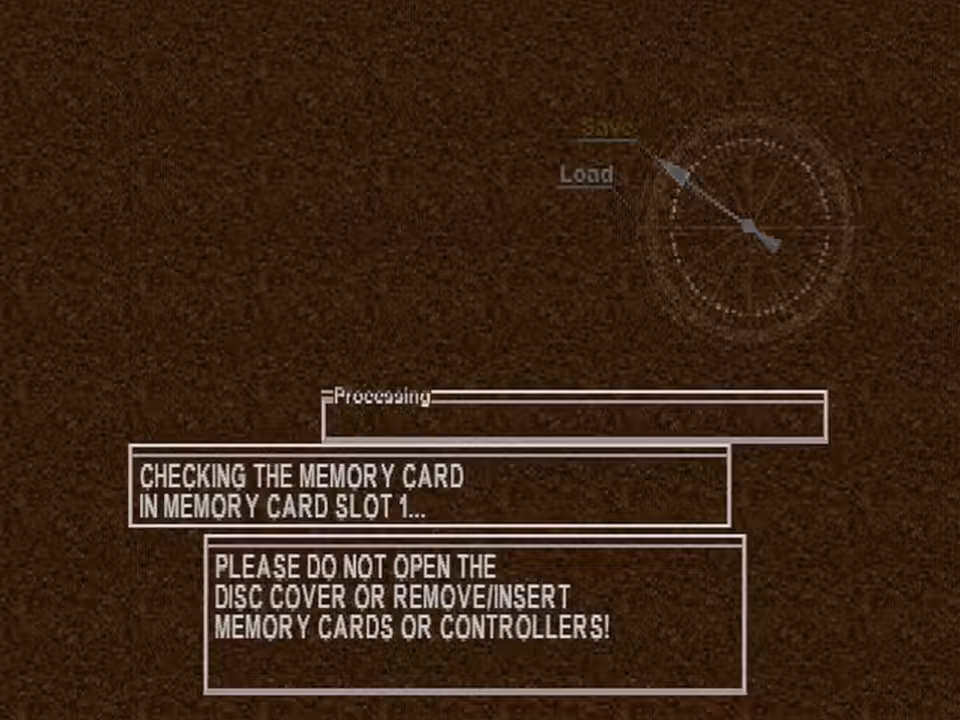 Save
Load
Processing
CHECKING THE MEMORY CARD
IN MEMORY CARD SLOT 1...
PLEASE DO NOT OPEN THE
DISC COVER OR REMOVE/INSERT
MEMORY CARDS OR CONTROLLERS!